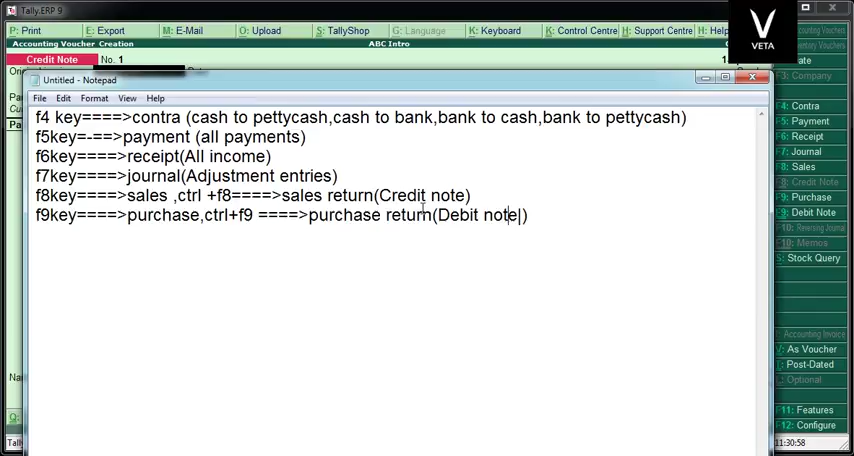 Tally.ERP 9
P: Print E: Export M: E-Mail O: Upload S: TallyShop G: Language K: Keyboard K: Control Centre H: Support Centre H: Help
VETA
Accounting Voucher Creation ABC Intro
Credit Note No. 1
Untitled - Notepad
File Edit Format View Help
f4 key====>contra (cash to pettycash,cash to bank,bank to cash,bank to pettycash)
f5key=-==>payment (all payments)
f6key====>receipt(All income)
f7key====>journal(Adjustment entries)
f8key====>sales ,ctrl +f8====>sales return(Credit note)
f9key====>purchase,ctrl+f9 ====>purchase return(Debit note)
Accounting Vouchers
Inventory Vouchers
F3: Company
F4: Contra
F5: Payment
F6: Receipt
F7: Journal
F8: Sales
F8: Credit Note
F9: Purchase
F9: Debit Note
F10: Reversing Journal
F10: Memos
S: Stock Query
I: Accounting Invoice
V: As Voucher
T: Post-Dated
L: Optional
F11: Features
F12: Configure
11:30:58